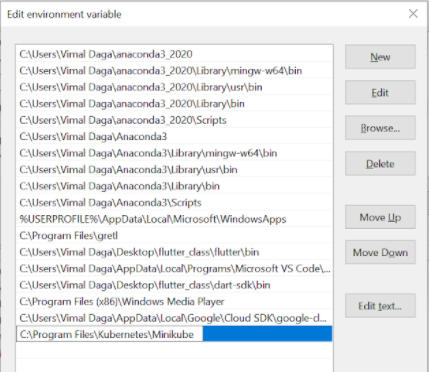 Edit environment variable
C:\Users\Vimal Daga\anaconda3_2020
C:\Users\Vimal Daga\anaconda3_2020\Library\mingw-w64\bin
C:\Users\Vimal Daga\anaconda3_2020\Library\usr\bin
C:\Users\Vimal Daga\anaconda3_2020\Library\bin
C:\Users\Vimal Daga\anaconda3_2020\Scripts
C:\Users\Vimal Daga\Anaconda3
C:\Users\Vimal Daga\Anaconda3\Library\mingw-w64\bin
C:\Users\Vimal Daga\Anaconda3\Library\usr\bin
C:\Users\Vimal Daga\Anaconda3\Library\bin
C:\Users\Vimal Daga\Anaconda3\Scripts
%USERPROFILE%\AppData\Local\Microsoft\WindowsApps
C:\Program Files\gretl
C:\Users\Vimal Daga\Desktop\flutter_class\flutter\bin
C:\Users\Vimal Daga\AppData\Local\Programs\Microsoft VS Code\...
C:\Users\Vimal Daga\Desktop\flutter_class\dart-sdk\bin
C:\Program Files (x86)\Windows Media Player
C:\Users\Vimal Daga\AppData\Local\Google\Cloud SDK\google-cl...
C:\Program Files\Kubernetes\Minikube
New
Edit
Browse...
Delete
Move Up
Move Down
Edit text...